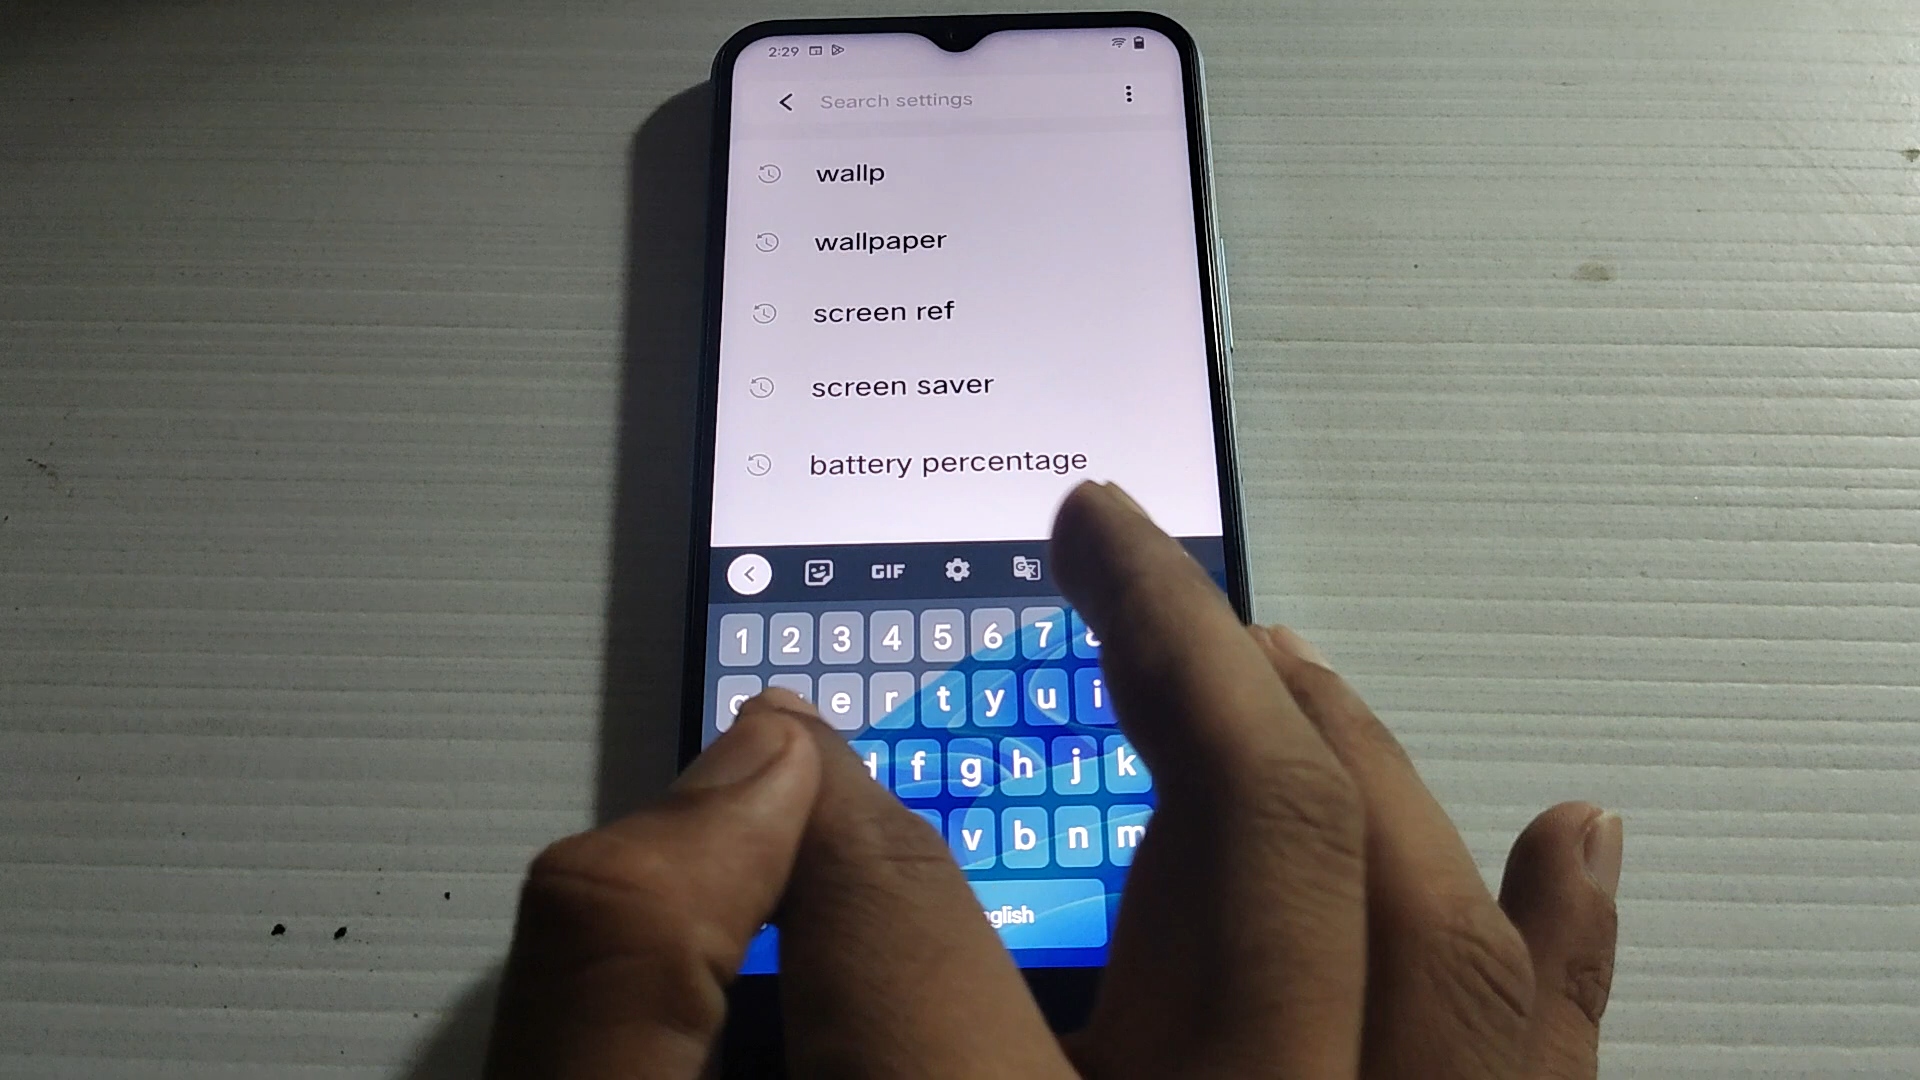 2:29
Search settings
wallp
wallpaper
screen ref
screen saver
battery percentage
GIF
1 2 3 4 5 6 7
e r t y u i
f g h j k
v b n m